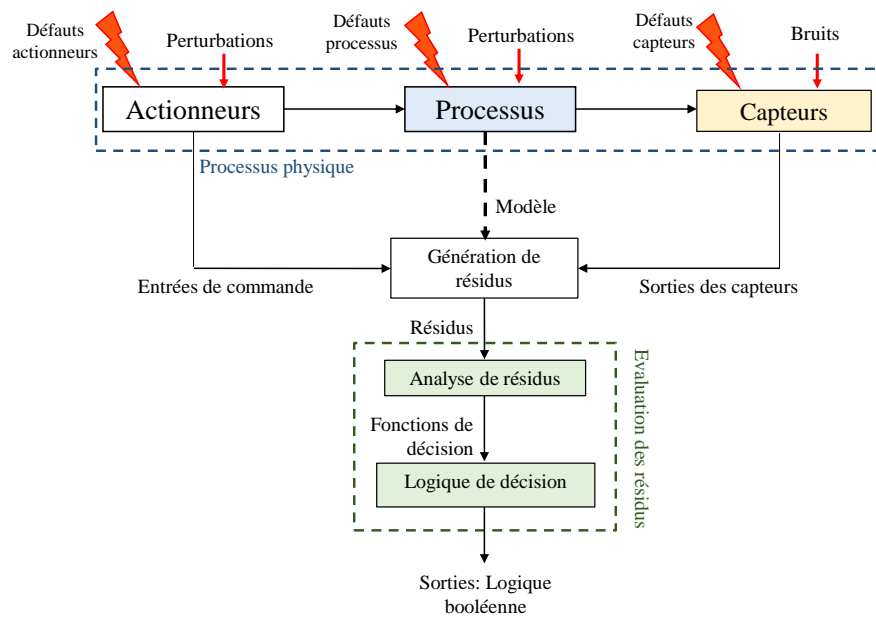 Défauts
actionneurs
Perturbations
Défauts
processus
Perturbations
Défauts
capteurs
Bruits
Actionneurs
Processus
Capteurs
Processus physique
Modèle
Génération de
résidus
Entrées de commande
Sorties des capteurs
Résidus
Analyse de résidus
Fonctions de
décision
Logique de décision
Evaluation des résidus
Sorties: Logique
booléenne